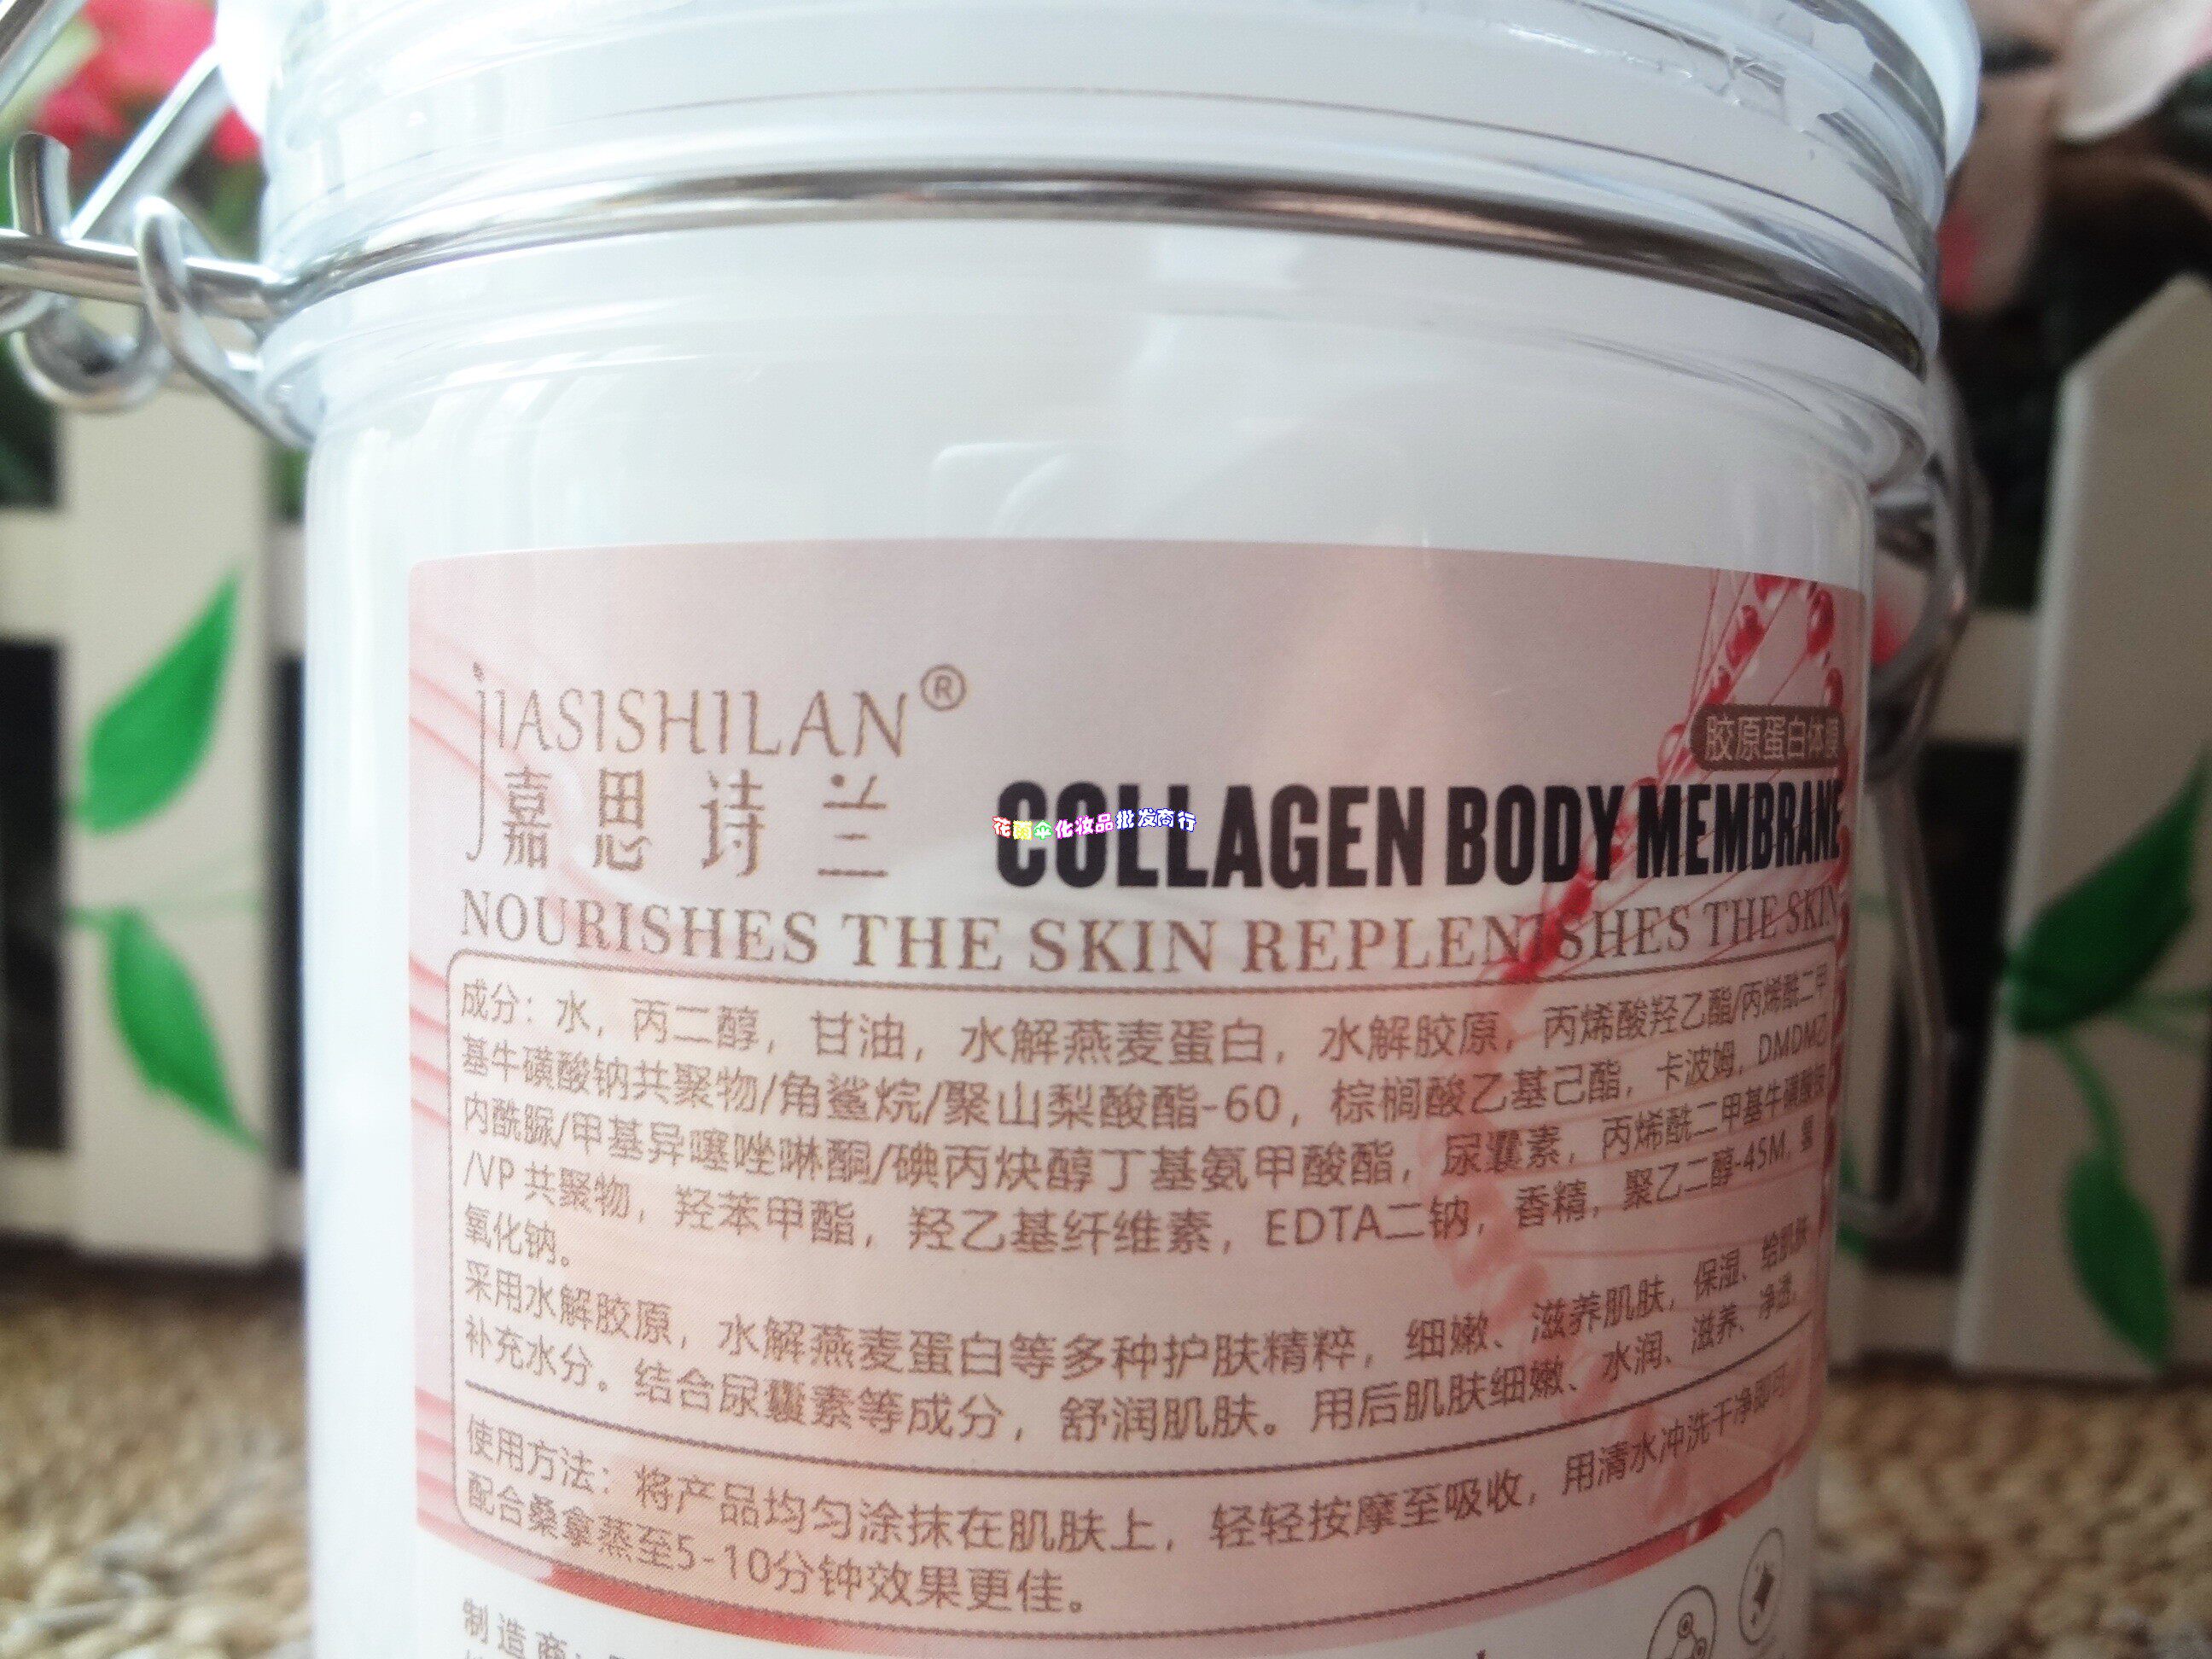 JIASISHILAN®
嘉思诗兰
胶原蛋白体膜
COLLAGEN BODY MEMBRANE
花雨伞化妆品批发商行
NOURISHES THE SKIN REPLENISHES THE SKIN
成分：水，丙二醇，甘油，水解燕麦蛋白，水解胶原，丙烯酸羟乙酯/丙烯酰二甲
基牛磺酸钠共聚物/角鲨烷/聚山梨酸酯-60，棕榈酸乙基己酯，卡波姆，DMDM乙
内酰脲/甲基异噻唑啉酮/碘丙炔醇丁基氨甲酸酯，尿囊素，丙烯酰二甲基牛磺酸铵
/VP 共聚物，羟苯甲酯，羟乙基纤维素，EDTA二钠，香精，聚乙二醇-45M，氢
氧化钠。
采用水解胶原，水解燕麦蛋白等多种护肤精粹，细嫩、滋养肌肤，保湿、给肌肤
补充水分。结合尿囊素等成分，舒润肌肤。用后肌肤细嫩、水润、滋养、净透。
使用方法：将产品均匀涂抹在肌肤上，轻轻按摩至吸收，用清水冲洗干净即可
配合桑拿蒸至5-10分钟效果更佳。
制造商：